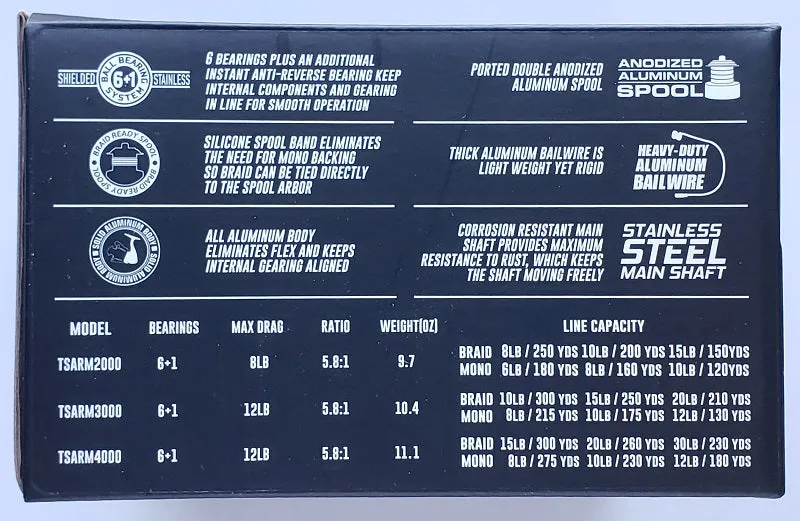 SHIELDED BALL BEARING 6+1 SYSTEM STAINLESS
6 BEARINGS PLUS AN ADDITIONAL
INSTANT ANTI-REVERSE BEARING KEEP
INTERNAL COMPONENTS AND GEARING
IN LINE FOR SMOOTH OPERATION
PORTED DOUBLE ANODIZED
ALUMINUM SPOOL
ANODIZED
ALUMINUM
SPOOL
BRAID READY SPOOL
BRAID READY SPOOL
SILICONE SPOOL BAND ELIMINATES
THE NEED FOR MONO BACKING
SO BRAID CAN BE TIED DIRECTLY
TO THE SPOOL ARBOR
THICK ALUMINUM BAILWIRE IS
LIGHT WEIGHT YET RIGID
HEAVY-DUTY
ALUMINUM
BAILWIRE
SOLID ALUMINUM BODY
SOLID ALUMINUM BODY
ALL ALUMINUM BODY
ELIMINATES FLEX AND KEEPS
INTERNAL GEARING ALIGNED
CORROSION RESISTANT MAIN
SHAFT PROVIDES MAXIMUM
RESISTANCE TO RUST, WHICH KEEPS
THE SHAFT MOVING FREELY
STAINLESS
STEEL
MAIN SHAFT
MODEL BEARINGS MAX DRAG RATIO WEIGHT(OZ) LINE CAPACITY
TSARM2000 6+1 8LB 5.8:1 9.7
BRAID 8LB / 250 YDS 10LB / 200 YDS 15LB / 150YDS
MONO 6LB / 180 YDS 8LB / 160 YDS 10LB / 120YDS
TSARM3000 6+1 12LB 5.8:1 10.4
BRAID 10LB / 300 YDS 15LB / 250 YDS 20LB / 210 YDS
MONO 8LB / 215 YDS 10LB / 175 YDS 12LB / 130 YDS
TSARM4000 6+1 12LB 5.8:1 11.1
BRAID 15LB / 300 YDS 20LB / 260 YDS 30LB / 230 YDS
MONO 8LB / 275 YDS 10LB / 230 YDS 12LB / 180 YDS